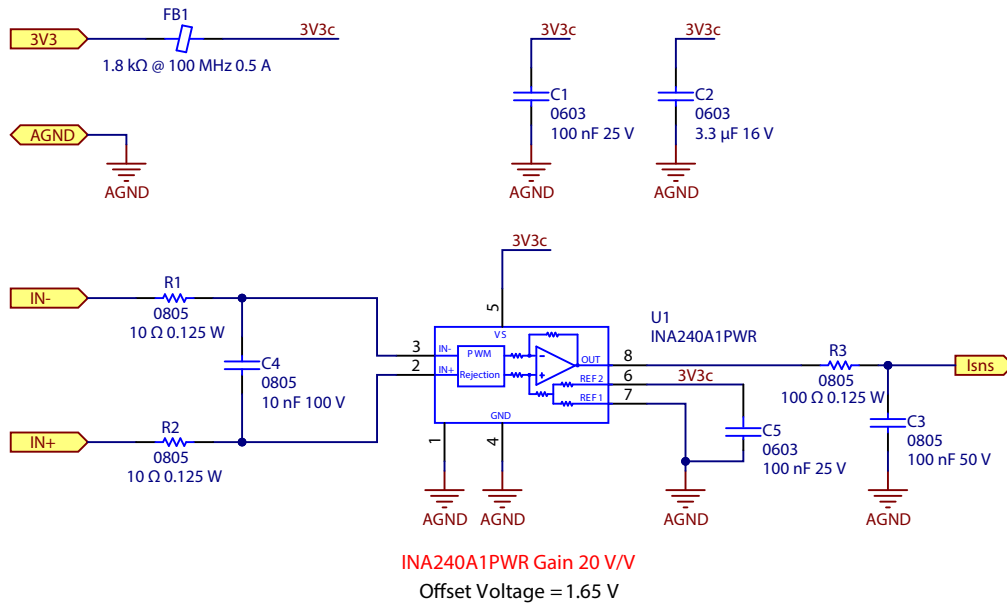 FB1
3V3
3V3c
1.8 kΩ @ 100 MHz 0.5 A
AGND
AGND
3V3c
C1
0603
100 nF 25 V
AGND
3V3c
C2
0603
3.3 µF 16 V
AGND
3V3c
IN-
R1
0805
10 Ω 0.125 W
C4
0805
10 nF 100 V
IN+
R2
0805
10 Ω 0.125 W
U1
INA240A1PWR
5
VS
3
IN-
2
IN+
PWM
Rejection
OUT
8
REF2
6
REF1
7
GND
1
4
AGND
AGND
3V3c
C5
0603
100 nF 25 V
AGND
R3
0805
100 Ω 0.125 W
Isns
C3
0805
100 nF 50 V
AGND
INA240A1PWR Gain 20 V/V
Offset Voltage = 1.65 V